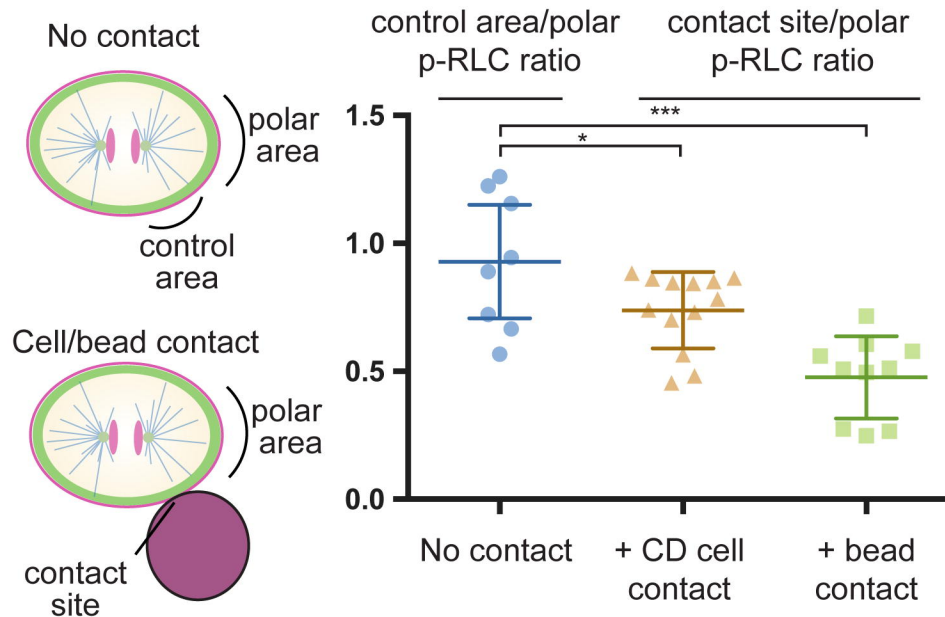 No contact
polar
area
control
area
Cell/bead contact
polar
area
contact
site
control area/polar
p-RLC ratio
contact site/polar
p-RLC ratio
1.5
1.0
0.5
0.0
***
*
No contact
+ CD cell
contact
+ bead
contact